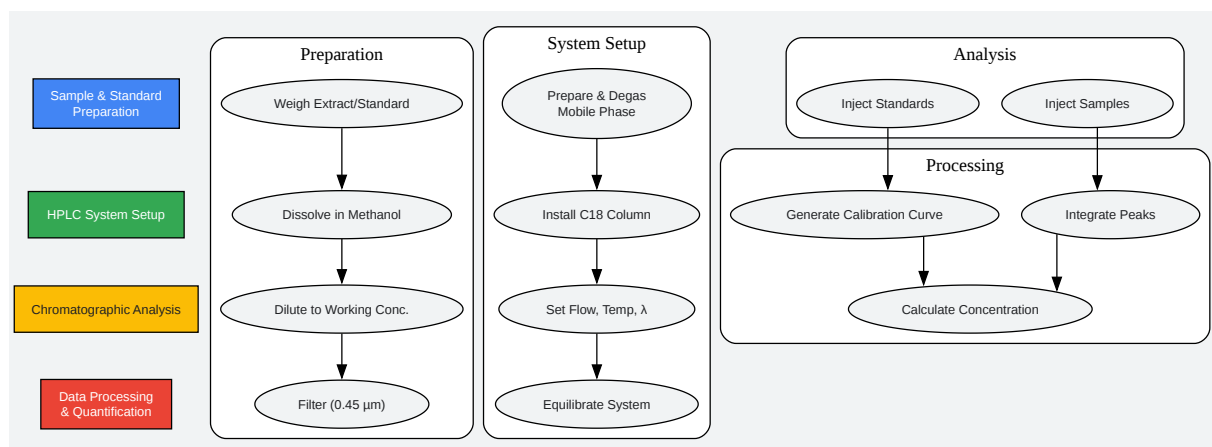 Sample & Standard
Preparation
HPLC System Setup
Chromatographic Analysis
Data Processing
& Quantification
Preparation
Weigh Extract/Standard
Dissolve in Methanol
Dilute to Working Conc.
Filter (0.45 µm)
System Setup
Prepare & Degas
Mobile Phase
Install C18 Column
Set Flow, Temp, λ
Equilibrate System
Analysis
Inject Standards
Inject Samples
Processing
Generate Calibration Curve
Integrate Peaks
Calculate Concentration